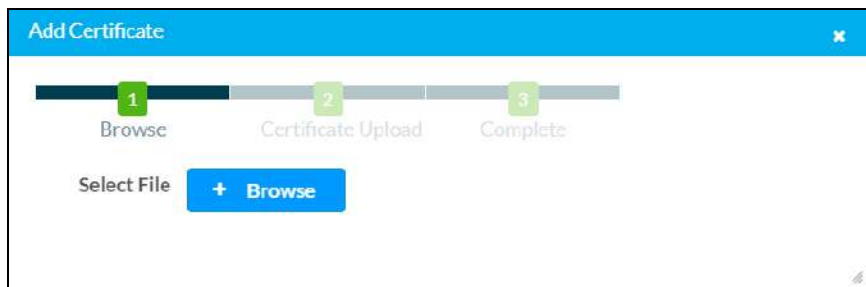 Add Certificate
1 2 3
Browse Certificate Upload Complete
Select File + Browse